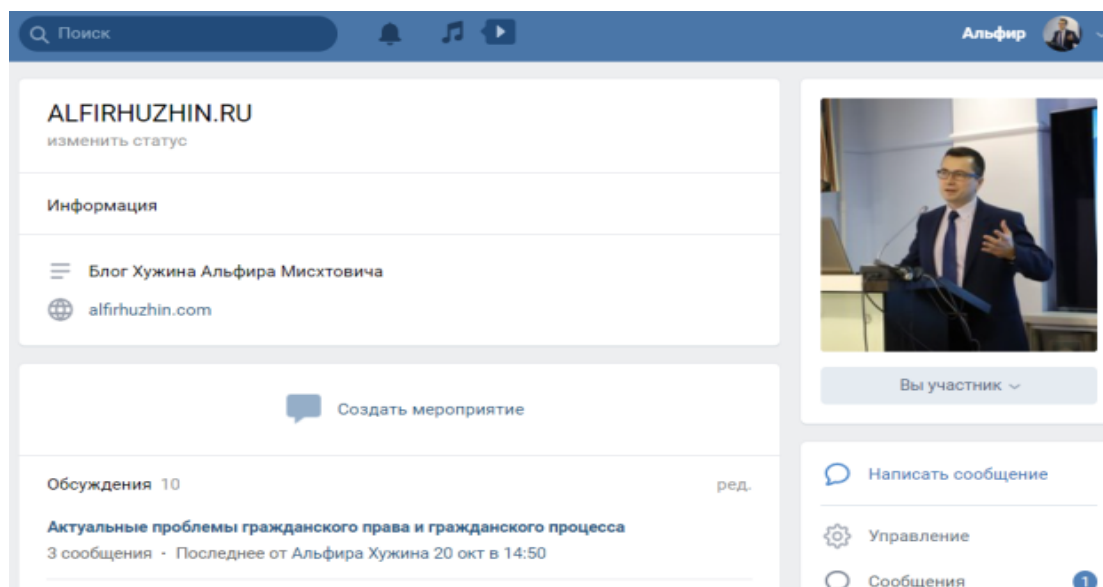 Поиск
Альфир
ALFIRHUZHIN.RU
изменить статус
Информация
Блог Хужина Альфира Мисхтовича
alfirhuzhin.com
Создать мероприятие
Обсуждения 10 ред.
Актуальные проблемы гражданского права и гражданского процесса
3 сообщения · Последнее от Альфира Хужина 20 окт в 14:50
Вы участник
Написать сообщение
Управление
Сообщения 1